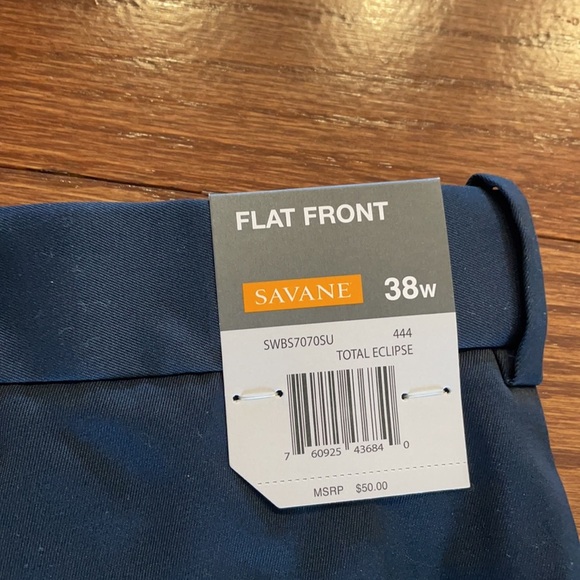 FLAT FRONT
SAVANE 38W
SWBS7070SU 444
TOTAL ECLIPSE
7 60925 43684 0
MSRP $50.00